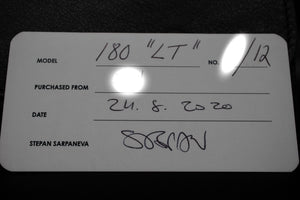 MODEL 180 "LT" NO. /12
PURCHASED FROM
DATE 24. 8. 2020
STEPAN SARPANEVA